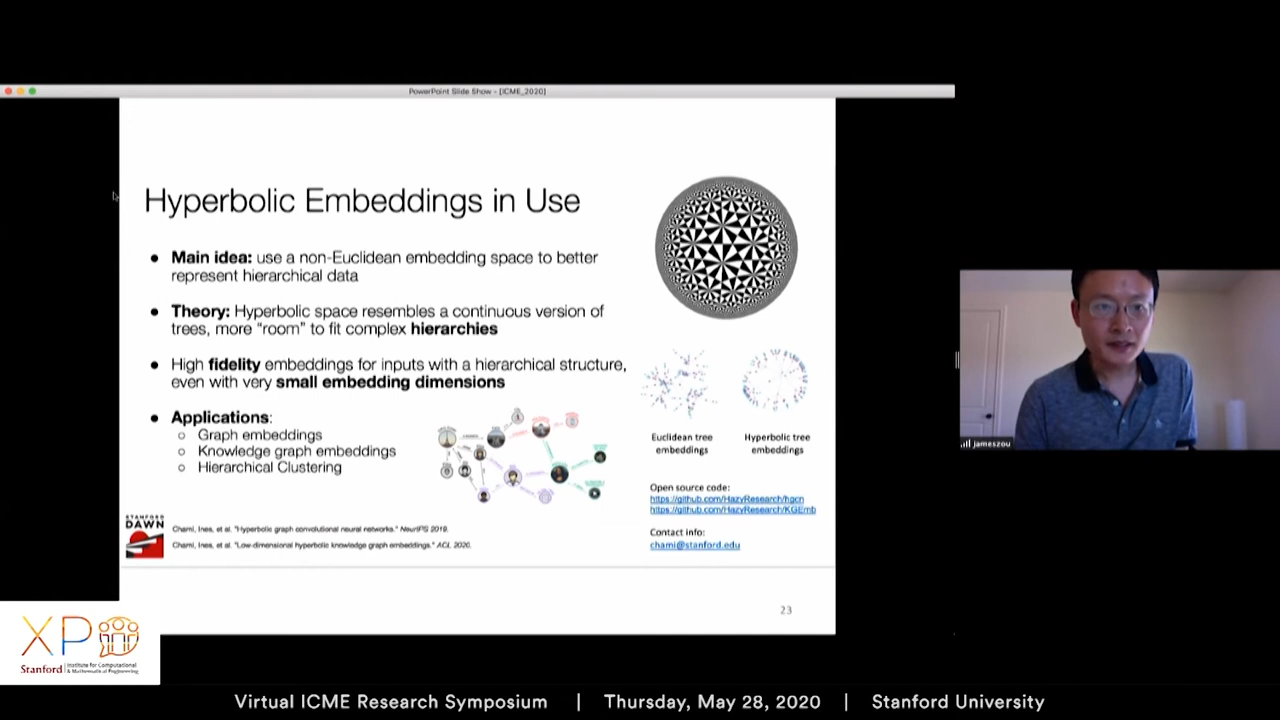 PowerPoint Slide Show - [ICME_2020]
Hyperbolic Embeddings in Use
● Main idea: use a non-Euclidean embedding space to better
represent hierarchical data
● Theory: Hyperbolic space resembles a continuous version of
trees, more “room” to fit complex hierarchies
● High fidelity embeddings for inputs with a hierarchical structure,
even with very small embedding dimensions
● Applications:
○ Graph embeddings
○ Knowledge graph embeddings
○ Hierarchical Clustering
Euclidean tree
embeddings
Hyperbolic tree
embeddings
Open source code:
https://github.com/HazyResearch/hgcn
https://github.com/HazyResearch/KGEmb
Contact info:
chami@stanford.edu
STANFORD
DAWN
Chami, Ines, et al. "Hyperbolic graph convolutional neural networks." NeurIPS 2019.
Chami, Ines, et al. "Low-dimensional hyperbolic knowledge graph embeddings." ACL 2020.
23
jameszou
XPO
Stanford | Institute for Computational
& Mathematical Engineering
Virtual ICME Research Symposium | Thursday, May 28, 2020 | Stanford University